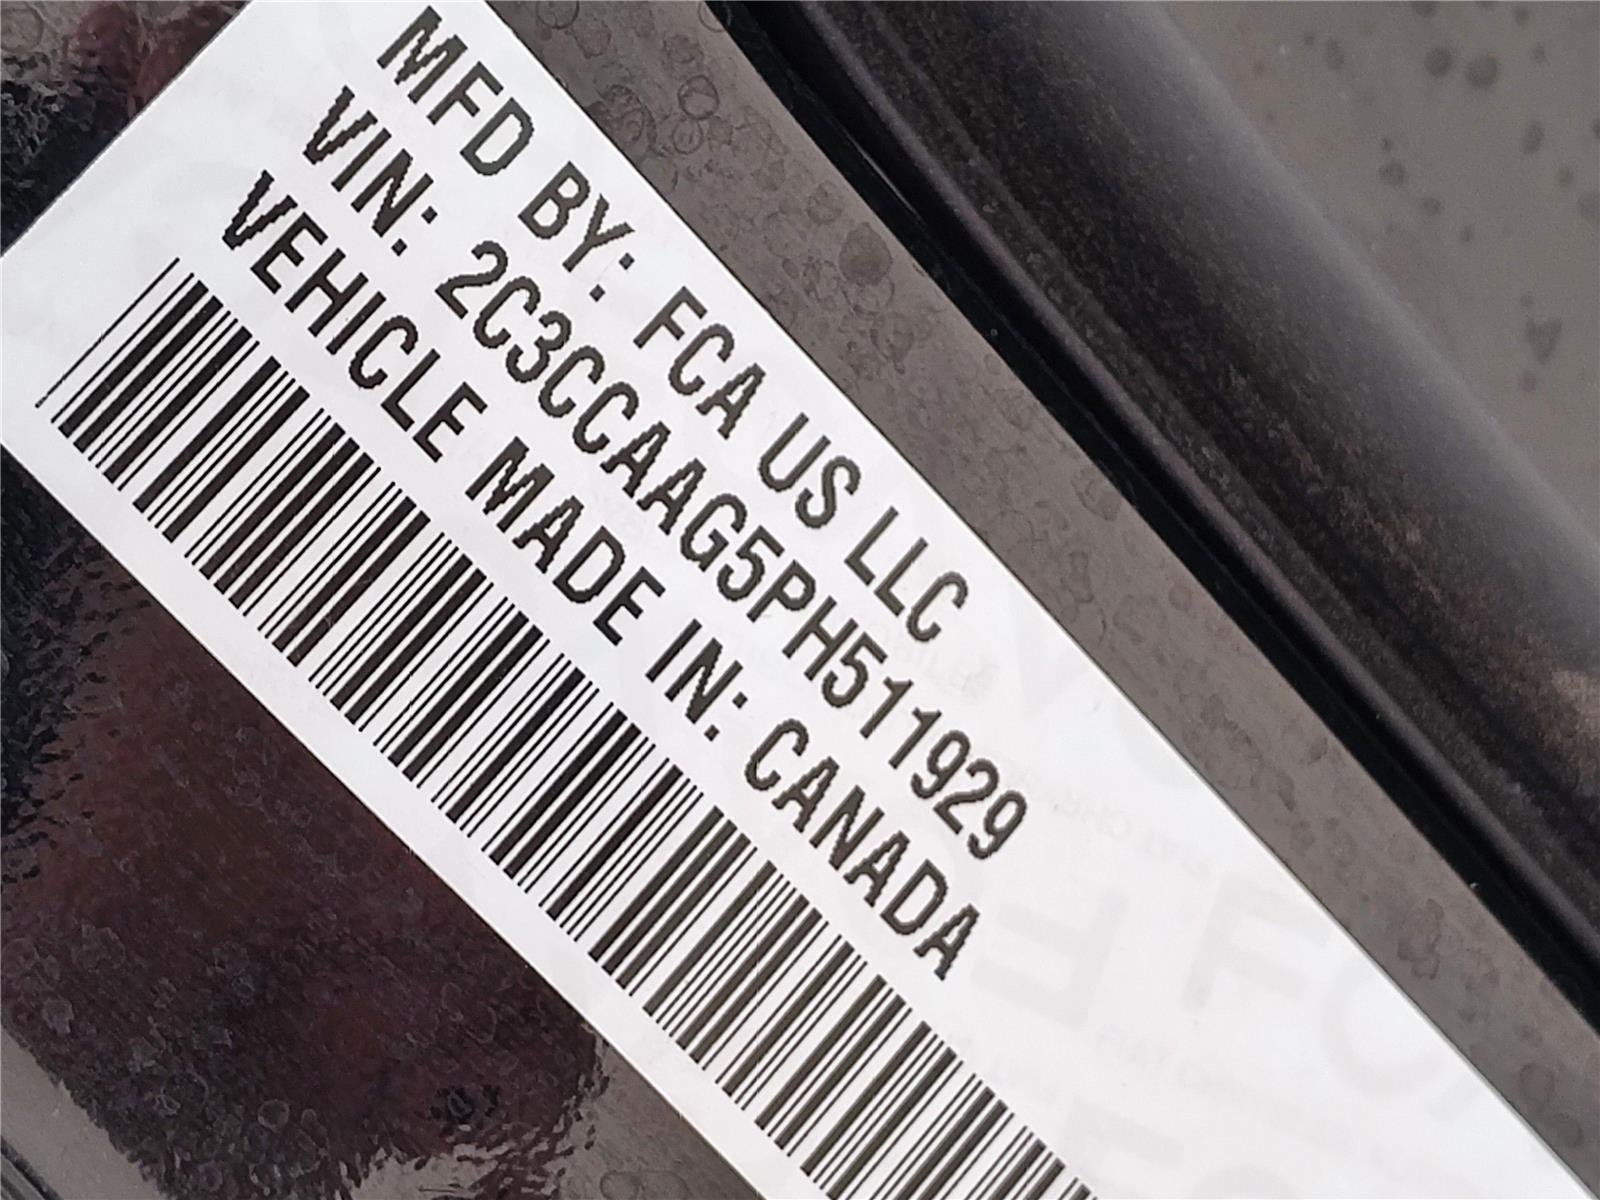 MFD BY: FCA US LLC
VIN: 2C3CCAAG5PH511929
VEHICLE MADE IN: CANADA